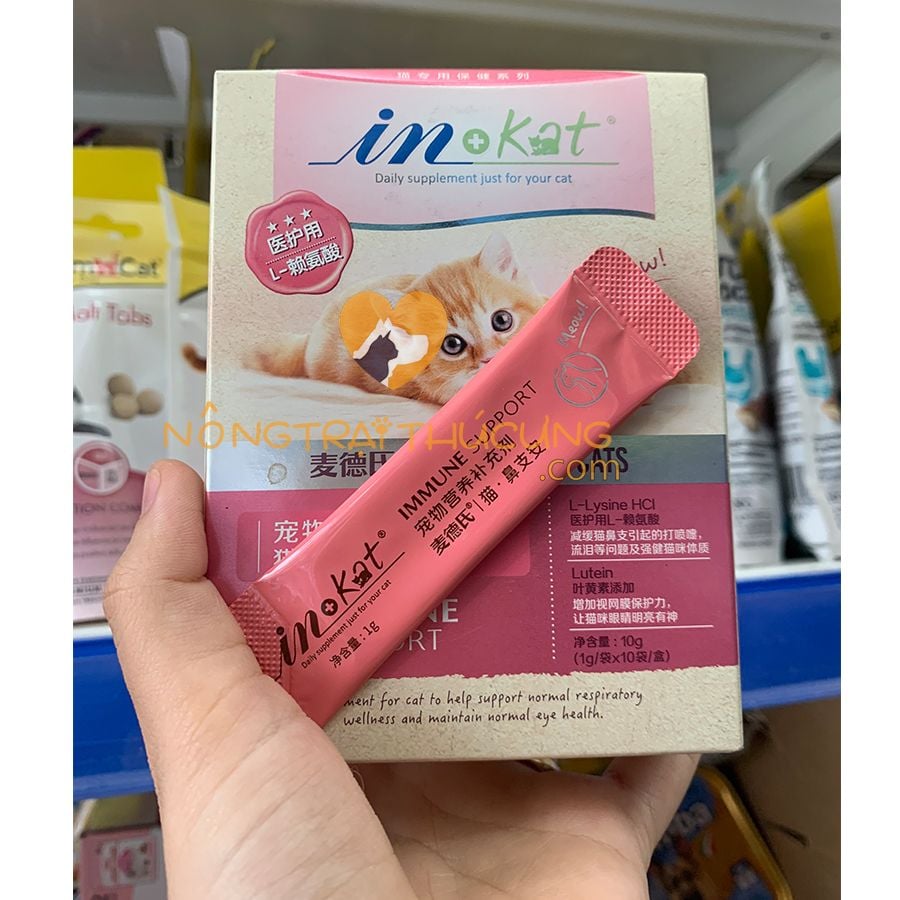 猫专用保健系列
in+Kat®
Daily supplement just for your cat
医护用
L-赖氨酸
Cat
Tabs
NÔNGTRẠITHÚCƯNG
.com
麦德氏
CATS
L-Lysine HCl
医护用L-赖氨酸
减缓猫鼻支引起的打喷嚏,
流泪等问题及强健猫咪体质
Lutein
叶黄素添加
增加视网膜保护力,
让猫咪眼睛明亮有神
净含量:10g
(1g/袋x10袋/盒)
宠物
for cat to help support normal respiratory
wellness and maintain normal eye health.
Meow!
IMMUNE SUPPORT
宠物营养补充剂
麦德氏®|猫·鼻支安
in+Kat®
Daily supplement just for your cat
净含量:1g